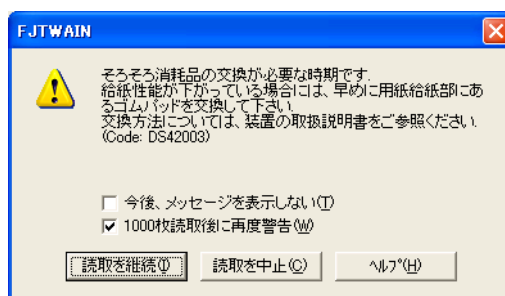 FJTWAIN
そろそろ消耗品の交換が必要な時期です.
給紙性能が下がっている場合には、早めに用紙給紙部にあ
るゴムパッドを交換して下さい.
交換方法については、装置の取扱説明書をご参照ください.
(Code: DS42003)
今後、メッセージを表示しない(T)
1000枚読取後に再度警告(W)
読取を継続(I) 読取を中止(C) ヘルプ(H)